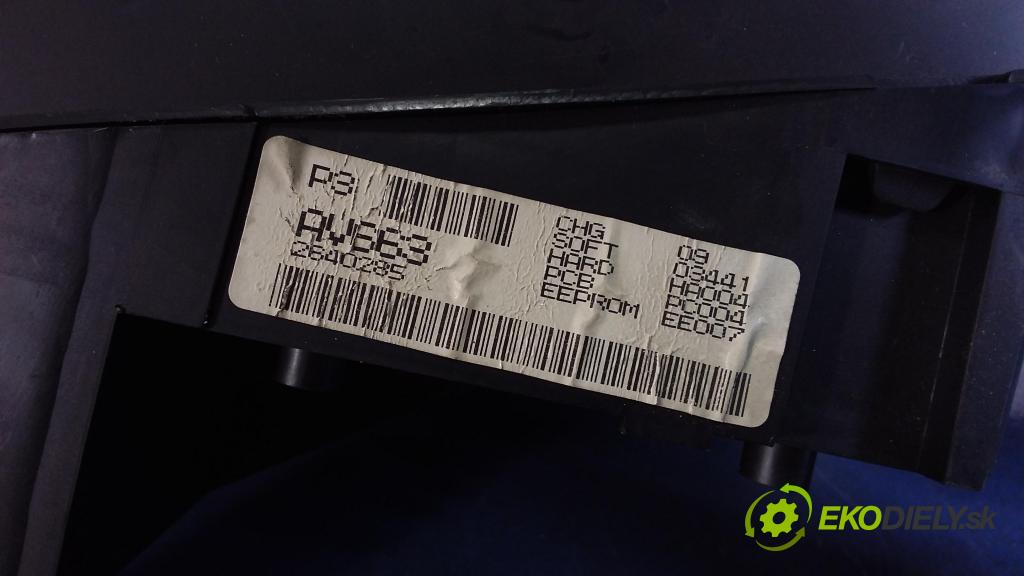 P3
AV663
2640285
CHG 09
SOFT 03441
HARD HA004
PCB PC004
EEPROM EE007
EKODIELY.sk